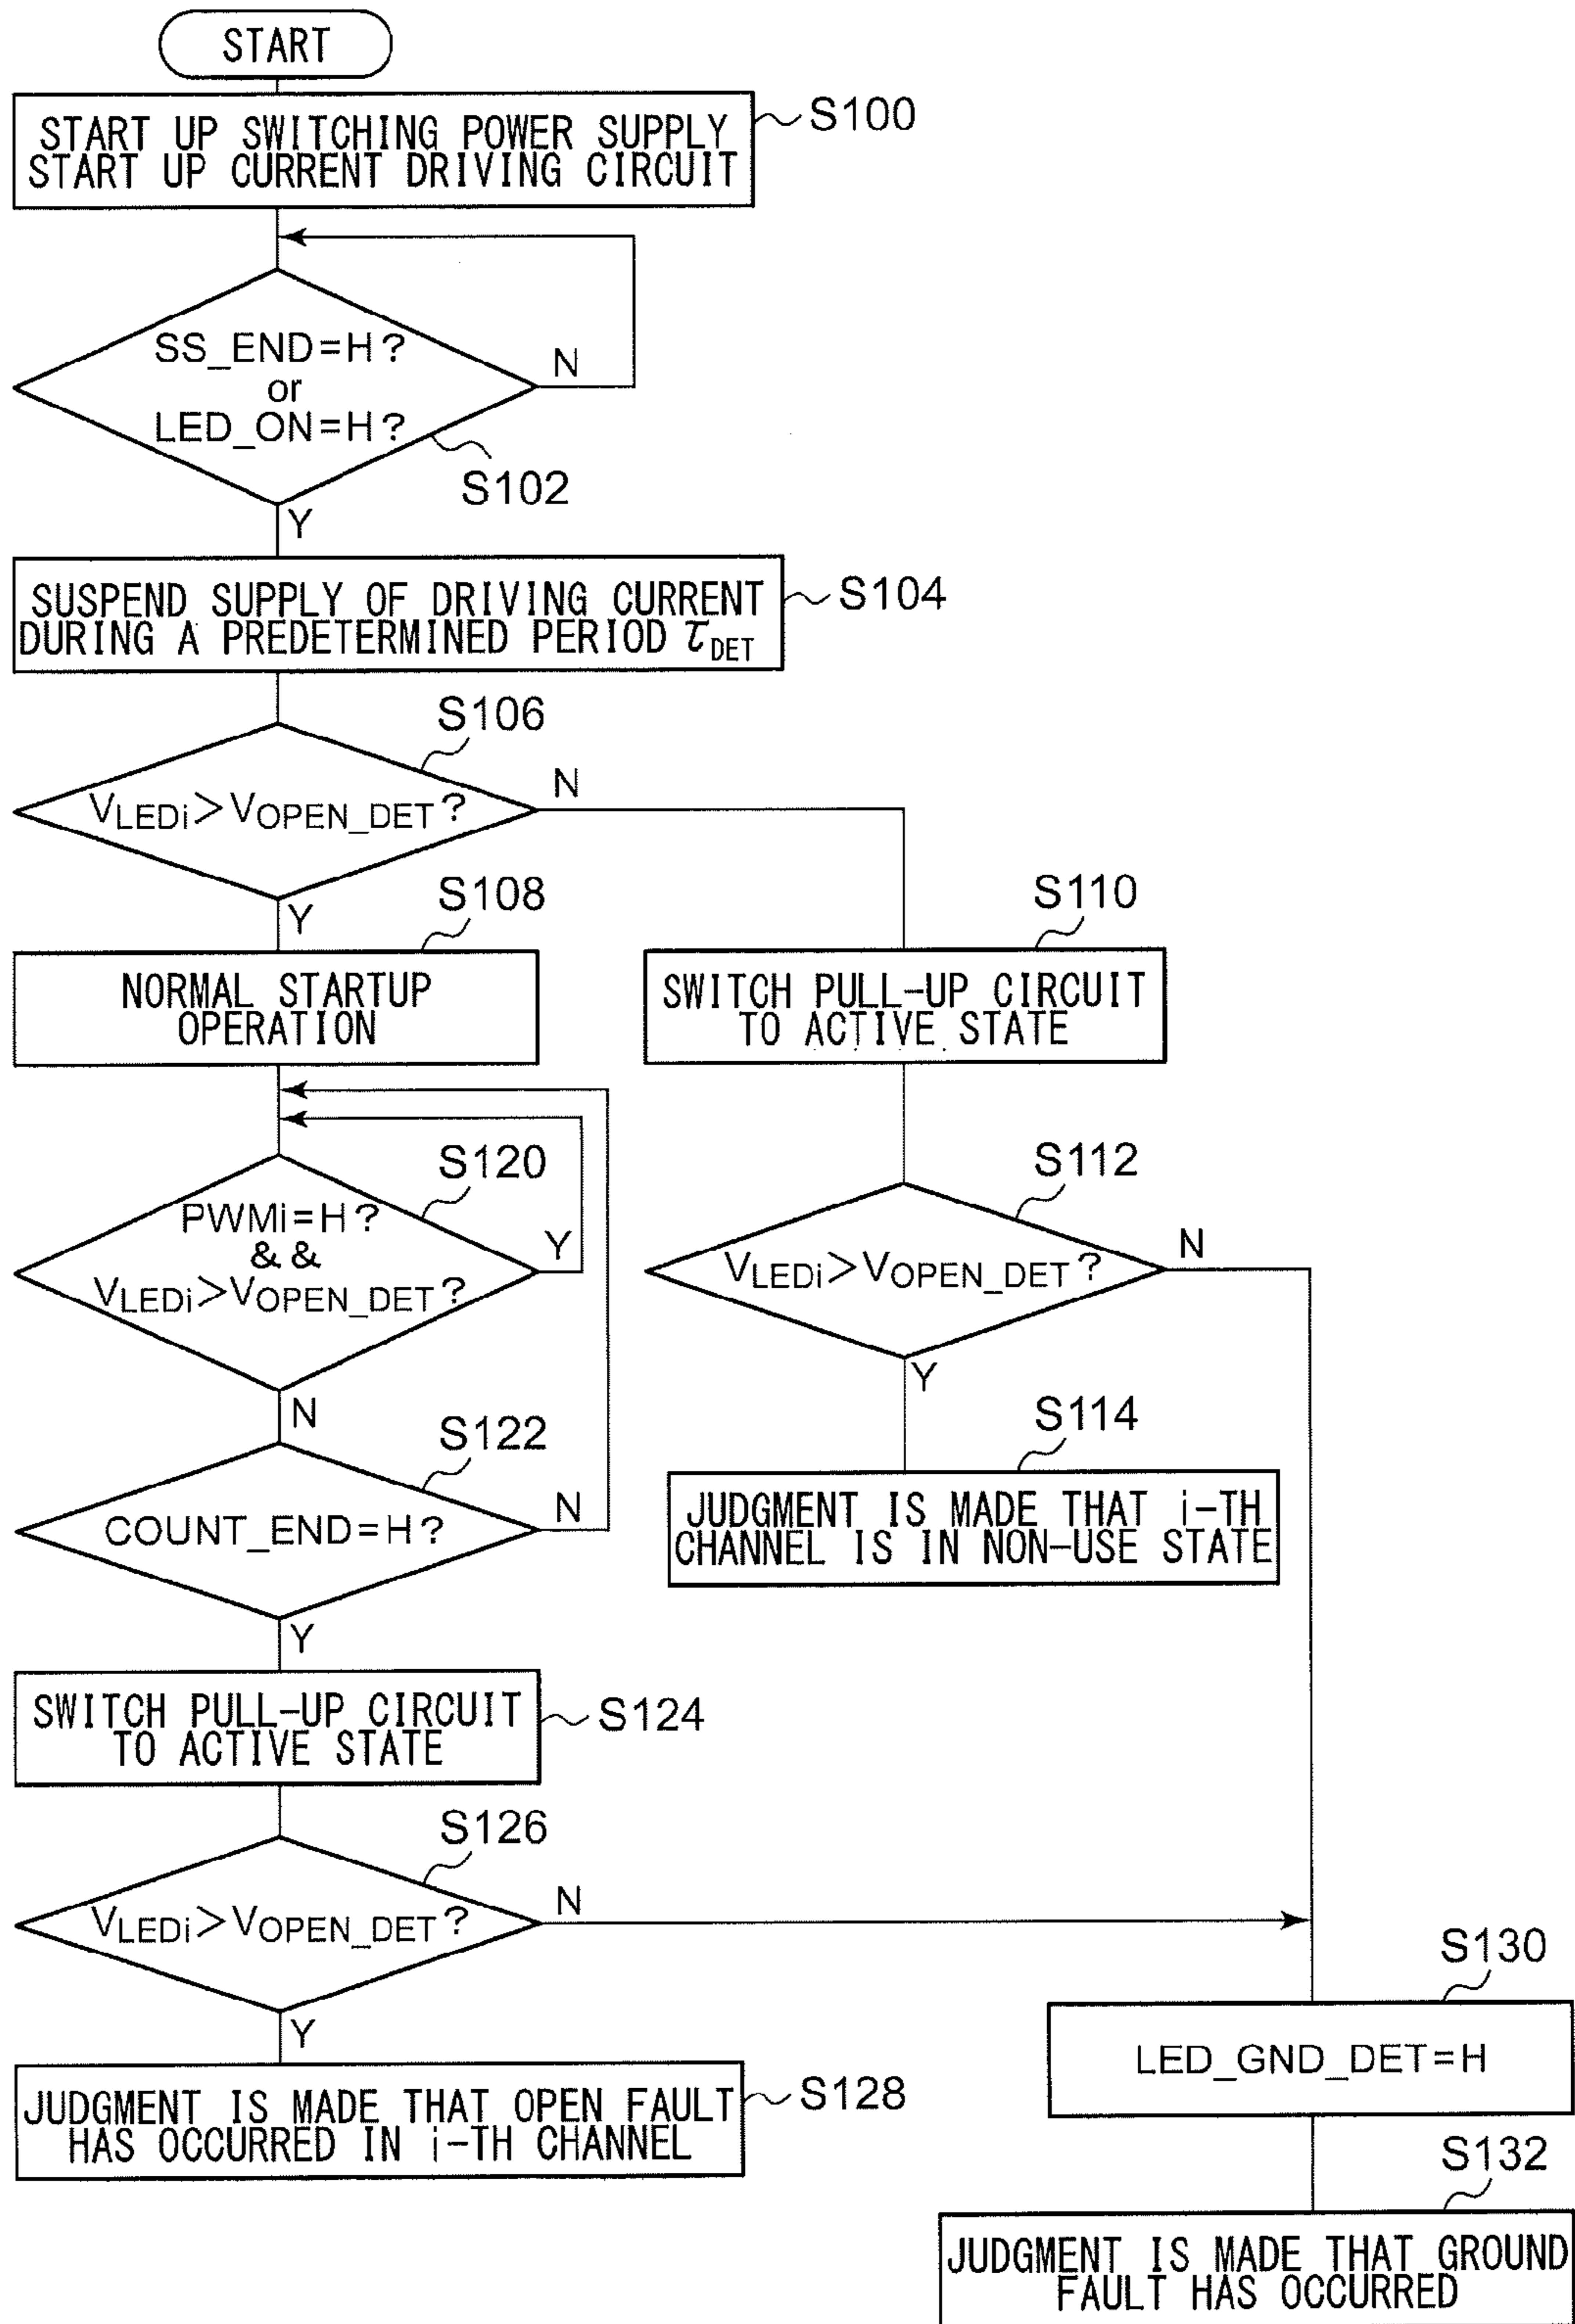 START
START UP SWITCHING POWER SUPPLY
START UP CURRENT DRIVING CIRCUIT
S100
SS_END=H?
or
LED_ON=H?
N
S102
Y
SUSPEND SUPPLY OF DRIVING CURRENT
DURING A PREDETERMINED PERIOD τDET
S104
S106
VLEDi>VOPEN_DET?
N
Y
S108
NORMAL STARTUP
OPERATION
S110
SWITCH PULL-UP CIRCUIT
TO ACTIVE STATE
S120
PWMi=H?
&&
VLEDi>VOPEN_DET?
Y
N
S112
VLEDi>VOPEN_DET?
N
Y
S122
COUNT_END=H?
N
Y
S114
JUDGMENT IS MADE THAT i-TH
CHANNEL IS IN NON-USE STATE
SWITCH PULL-UP CIRCUIT
TO ACTIVE STATE
S124
S126
VLEDi>VOPEN_DET?
N
Y
JUDGMENT IS MADE THAT OPEN FAULT
HAS OCCURRED IN i-TH CHANNEL
S128
S130
LED_GND_DET=H
S132
JUDGMENT IS MADE THAT GROUND
FAULT HAS OCCURRED